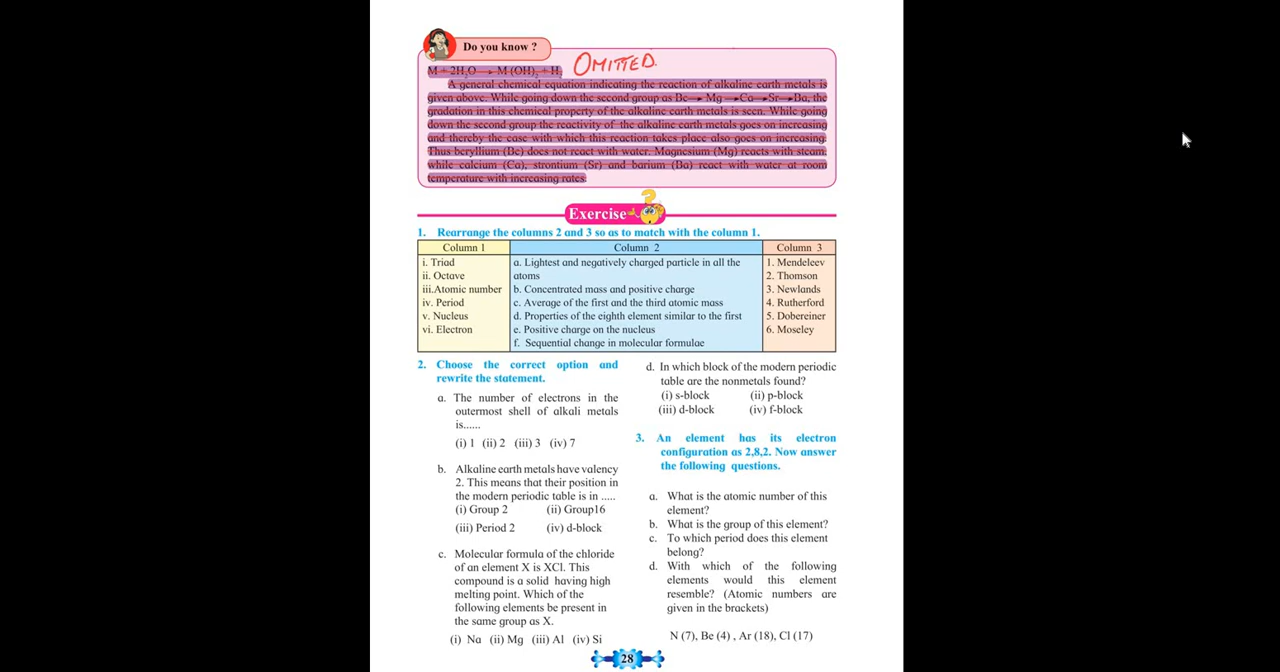 Do you know ?
OMITTED.
M + 2H₂O → M(OH)₂ + H₂
A general chemical equation indicating the reaction of alkaline earth metals is
given above. While going down the second group as Be→ Mg →Ca→Sr→Ba, the
gradation in this chemical property of the alkaline earth metals is seen. While going
down the second group the reactivity of the alkaline earth metals goes on increasing
and thereby the ease with which this reaction takes place also goes on increasing.
Thus beryllium (Be) does not react with water. Magnesium (Mg) reacts with steam,
while calcium (Ca), strontium (Sr) and barium (Ba) react with water at room
temperature with increasing rates.
Exercise
1. Rearrange the columns 2 and 3 so as to match with the column 1.
Column 1
i. Triad
ii. Octave
iii.Atomic number
iv. Period
v. Nucleus
vi. Electron
Column 2
a. Lightest and negatively charged particle in all the
atoms
b. Concentrated mass and positive charge
c. Average of the first and the third atomic mass
d. Properties of the eighth element similar to the first
e. Positive charge on the nucleus
f. Sequential change in molecular formulae
Column 3
1. Mendeleev
2. Thomson
3. Newlands
4. Rutherford
5. Dobereiner
6. Moseley
2. Choose the correct option and
rewrite the statement.
a. The number of electrons in the
outermost shell of alkali metals
is......
(i) 1 (ii) 2 (iii) 3 (iv) 7
b. Alkaline earth metals have valency
2. This means that their position in
the modern periodic table is in .....
(i) Group 2 (ii) Group16
(iii) Period 2 (iv) d-block
c. Molecular formula of the chloride
of an element X is XCl. This
compound is a solid having high
melting point. Which of the
following elements be present in
the same group as X.
(i) Na (ii) Mg (iii) Al (iv) Si
d. In which block of the modern periodic
table are the nonmetals found?
(i) s-block (ii) p-block
(iii) d-block (iv) f-block
3. An element has its electron
configuration as 2,8,2. Now answer
the following questions.
a. What is the atomic number of this
element?
b. What is the group of this element?
c. To which period does this element
belong?
d. With which of the following
elements would this element
resemble? (Atomic numbers are
given in the brackets)
N (7), Be (4) , Ar (18), Cl (17)
28